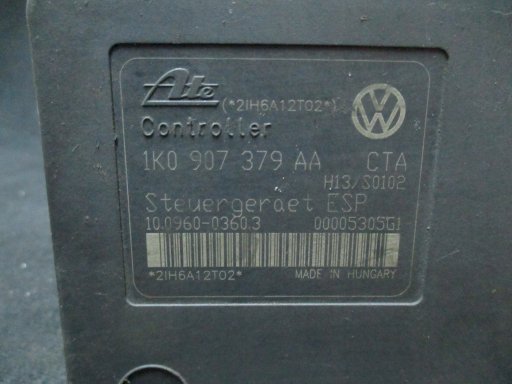 Ate (*2IH6A12T02*)
Controller
1K0 907 379 AA CTA
H13/S0102
Steuergeraet ESP
10.0960-0360.3 00005305G1
*2IH6A12T02* MADE IN HUNGARY